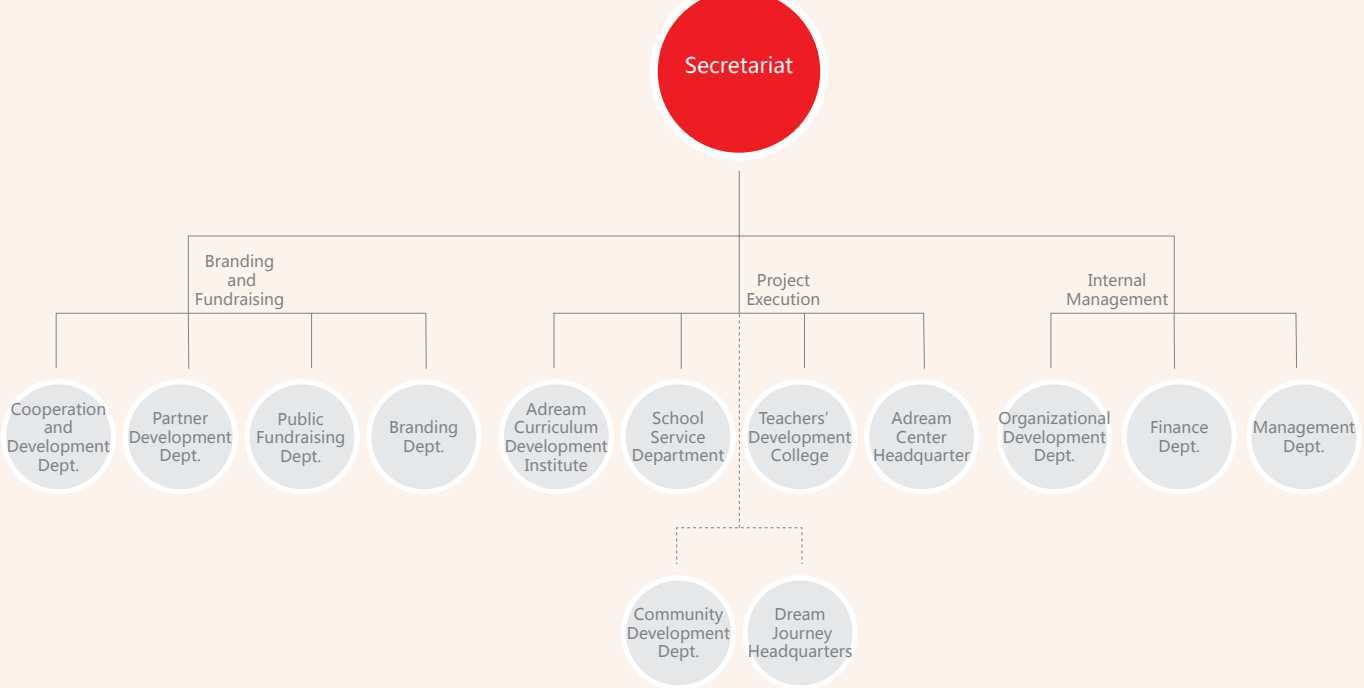 Secretariat
Branding
and
Fundraising
Project
Execution
Internal
Management
Cooperation
and
Development
Dept.
Partner
Development
Dept.
Public
Fundraising
Dept.
Branding
Dept.
Adream
Curriculum
Development
Institute
School
Service
Department
Teachers’
Development
College
Adream
Center
Headquarter
Organizational
Development
Dept.
Finance
Dept.
Management
Dept.
Community
Development
Dept.
Dream
Journey
Headquarters